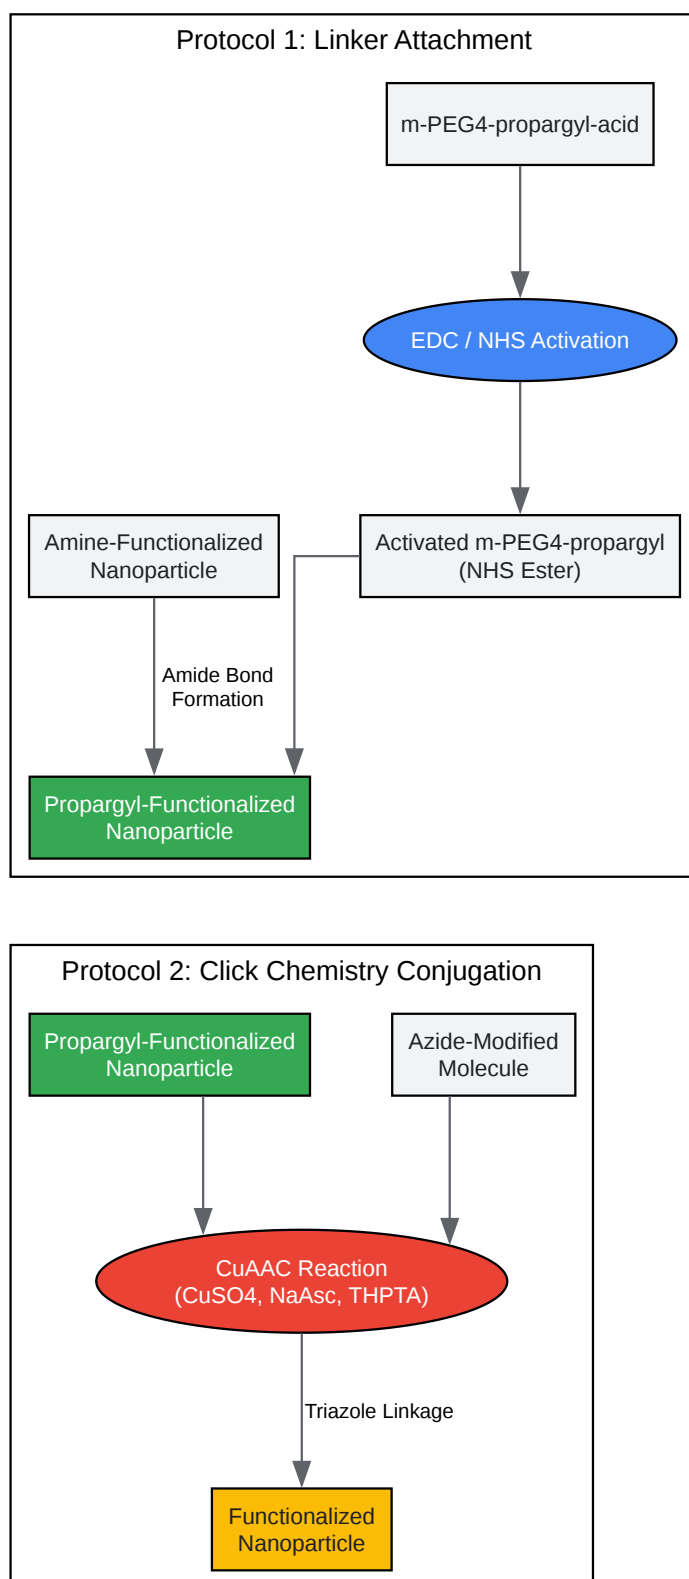 Protocol 1: Linker Attachment
m-PEG4-propargyl-acid
EDC / NHS Activation
Amine-Functionalized
Nanoparticle
Activated m-PEG4-propargyl
(NHS Ester)
Amide Bond
Formation
Propargyl-Functionalized
Nanoparticle
Protocol 2: Click Chemistry Conjugation
Propargyl-Functionalized
Nanoparticle
Azide-Modified
Molecule
CuAAC Reaction
(CuSO4, NaAsc, THPTA)
Triazole Linkage
Functionalized
Nanoparticle